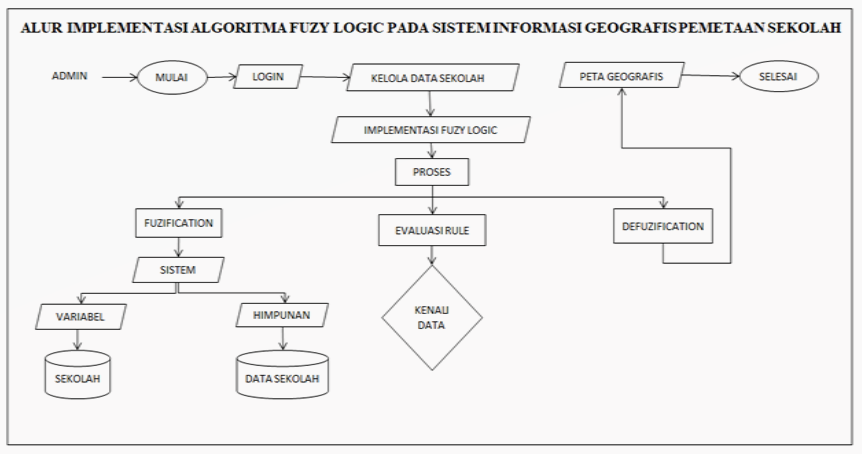 ALUR IMPLEMENTASI ALGORITMA FUZY LOGIC PADA SISTEM INFORMASI GEOGRAFIS PEMETAAN SEKOLAH
ADMIN
MULAI
LOGIN
KELOLA DATA SEKOLAH
PETA GEOGRAFIS
SELESAI
IMPLEMENTASI FUZY LOGIC
PROSES
FUZIFICATION
EVALUASI RULE
DEFUZIFICATION
SISTEM
VARIABEL
HIMPUNAN
KENALI
DATA
SEKOLAH
DATA SEKOLAH